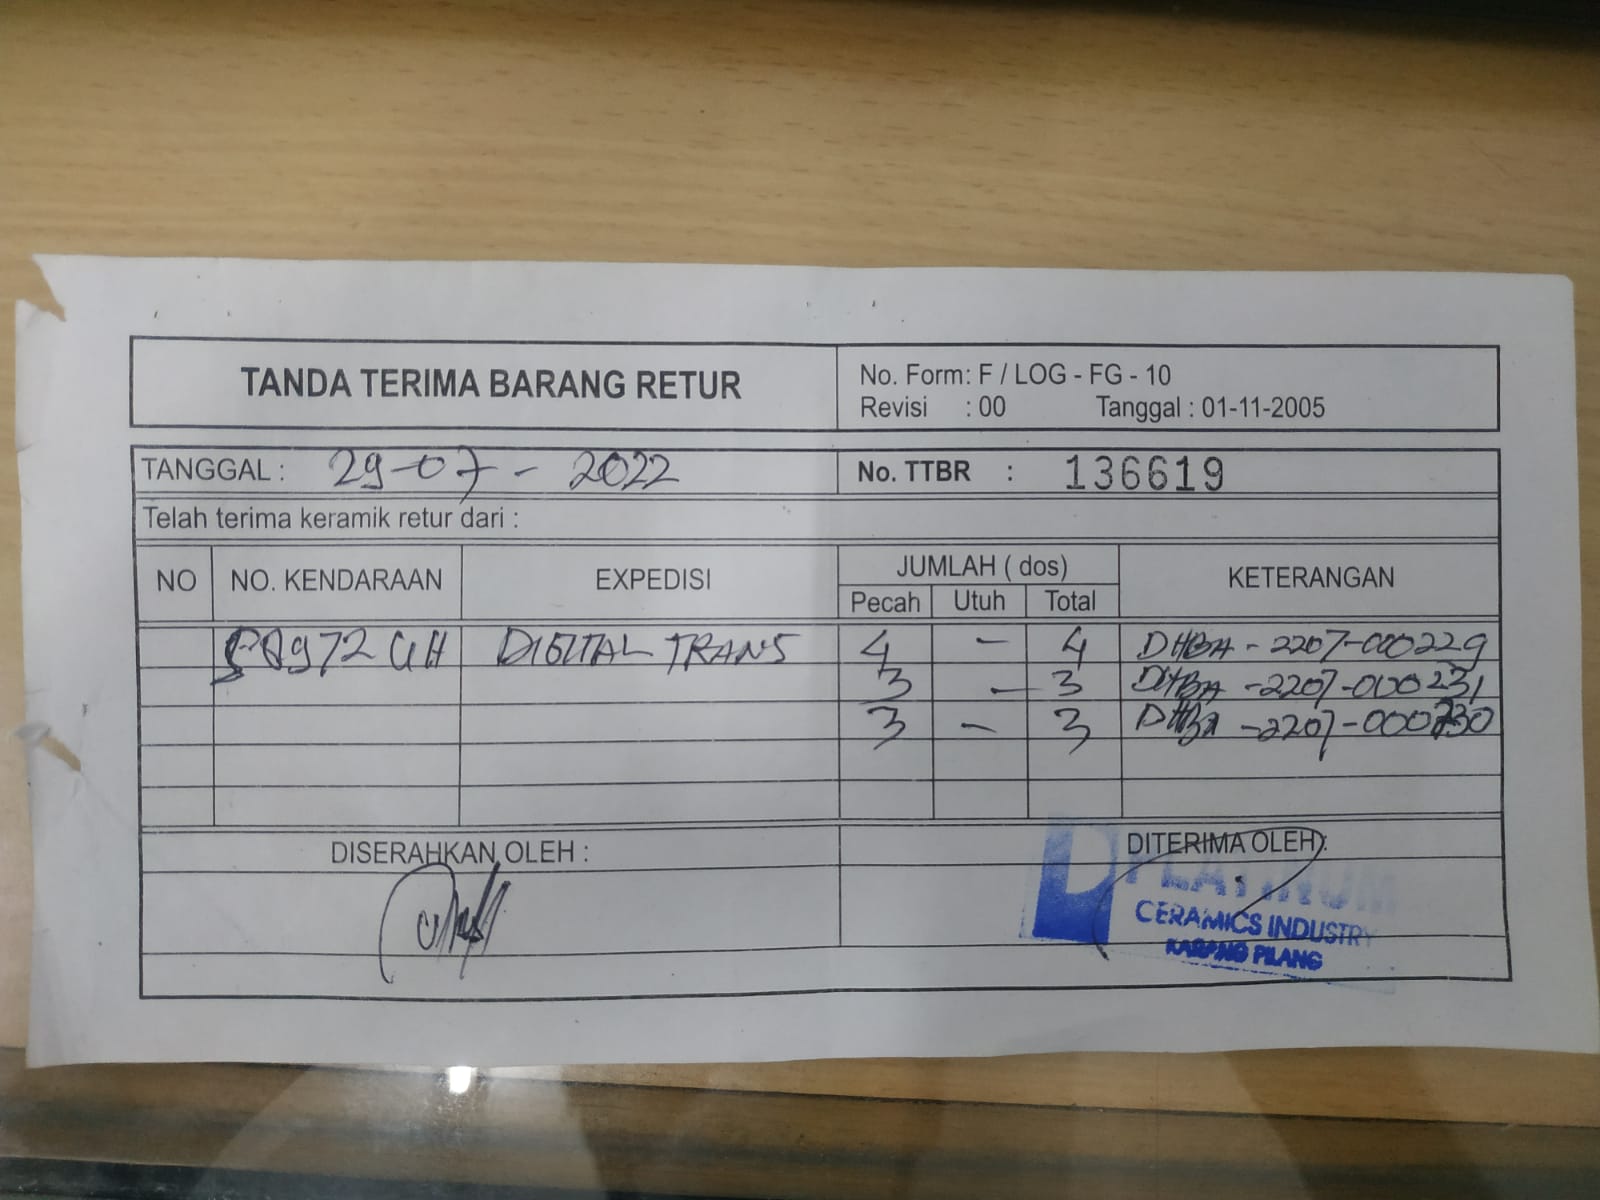 TANDA TERIMA BARANG RETUR
No. Form: F / LOG - FG - 10
Revisi : 00 Tanggal : 01-11-2005
TANGGAL : 29-07-2022 No. TTBR : 136619
Telah terima keramik retur dari :
NO NO. KENDARAAN EXPEDISI JUMLAH ( dos) KETERANGAN
Pecah Utuh Total
DIGITAL TRANS 4 - 4 DHBA-2207-000229
3 - 3 DHBA-2207-000231
3 - 3 DHBA-2207-000230
DISERAHKAN OLEH : DITERIMA OLEH :
PLATINUM
CERAMICS INDUSTRY
KARANG PILANG